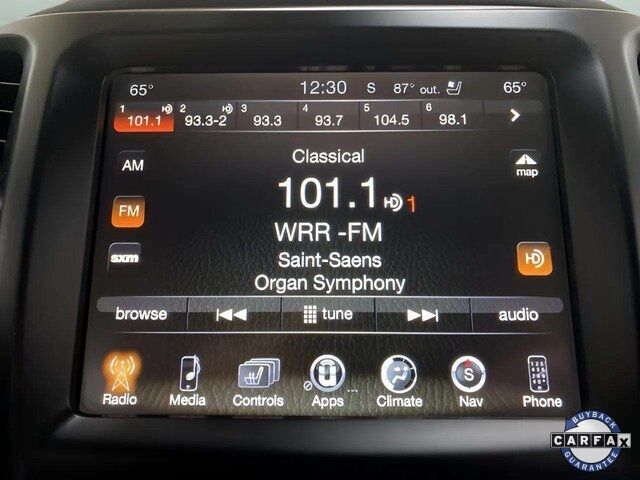 65° 12:30 S 87° out. 65°
1 2 3 4 5 6
101.1 93.3-2 93.3 93.7 104.5 98.1
Classical
AM
map
101.1 HD 1
FM
WRR -FM
sxm
Saint-Saens
HD
Organ Symphony
browse tune audio
S
Radio Media Controls Apps Climate Nav Phone
BUYBACK
CARFAX
GUARANTEE